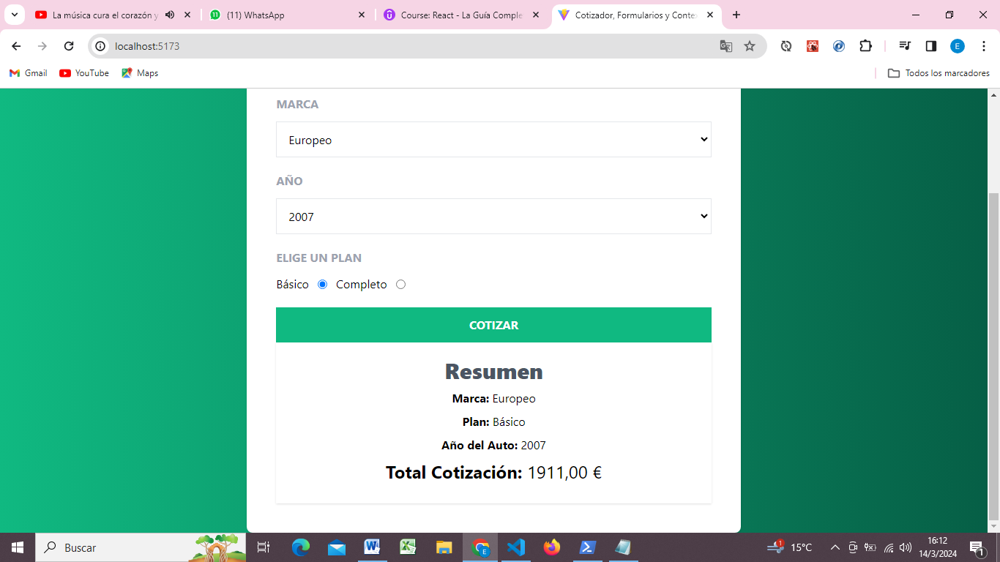 La música cura el corazón y
(11) WhatsApp
Course: React - La Guía Comple
Cotizador, Formularios y Contex
localhost:5173
E
Gmail
YouTube
Maps
Todos los marcadores
MARCA
Europeo
AÑO
2007
ELIGE UN PLAN
Básico Completo
COTIZAR
Resumen
Marca: Europeo
Plan: Básico
Año del Auto: 2007
Total Cotización: 1911,00 €
Buscar
15°C
16:12
14/3/2024